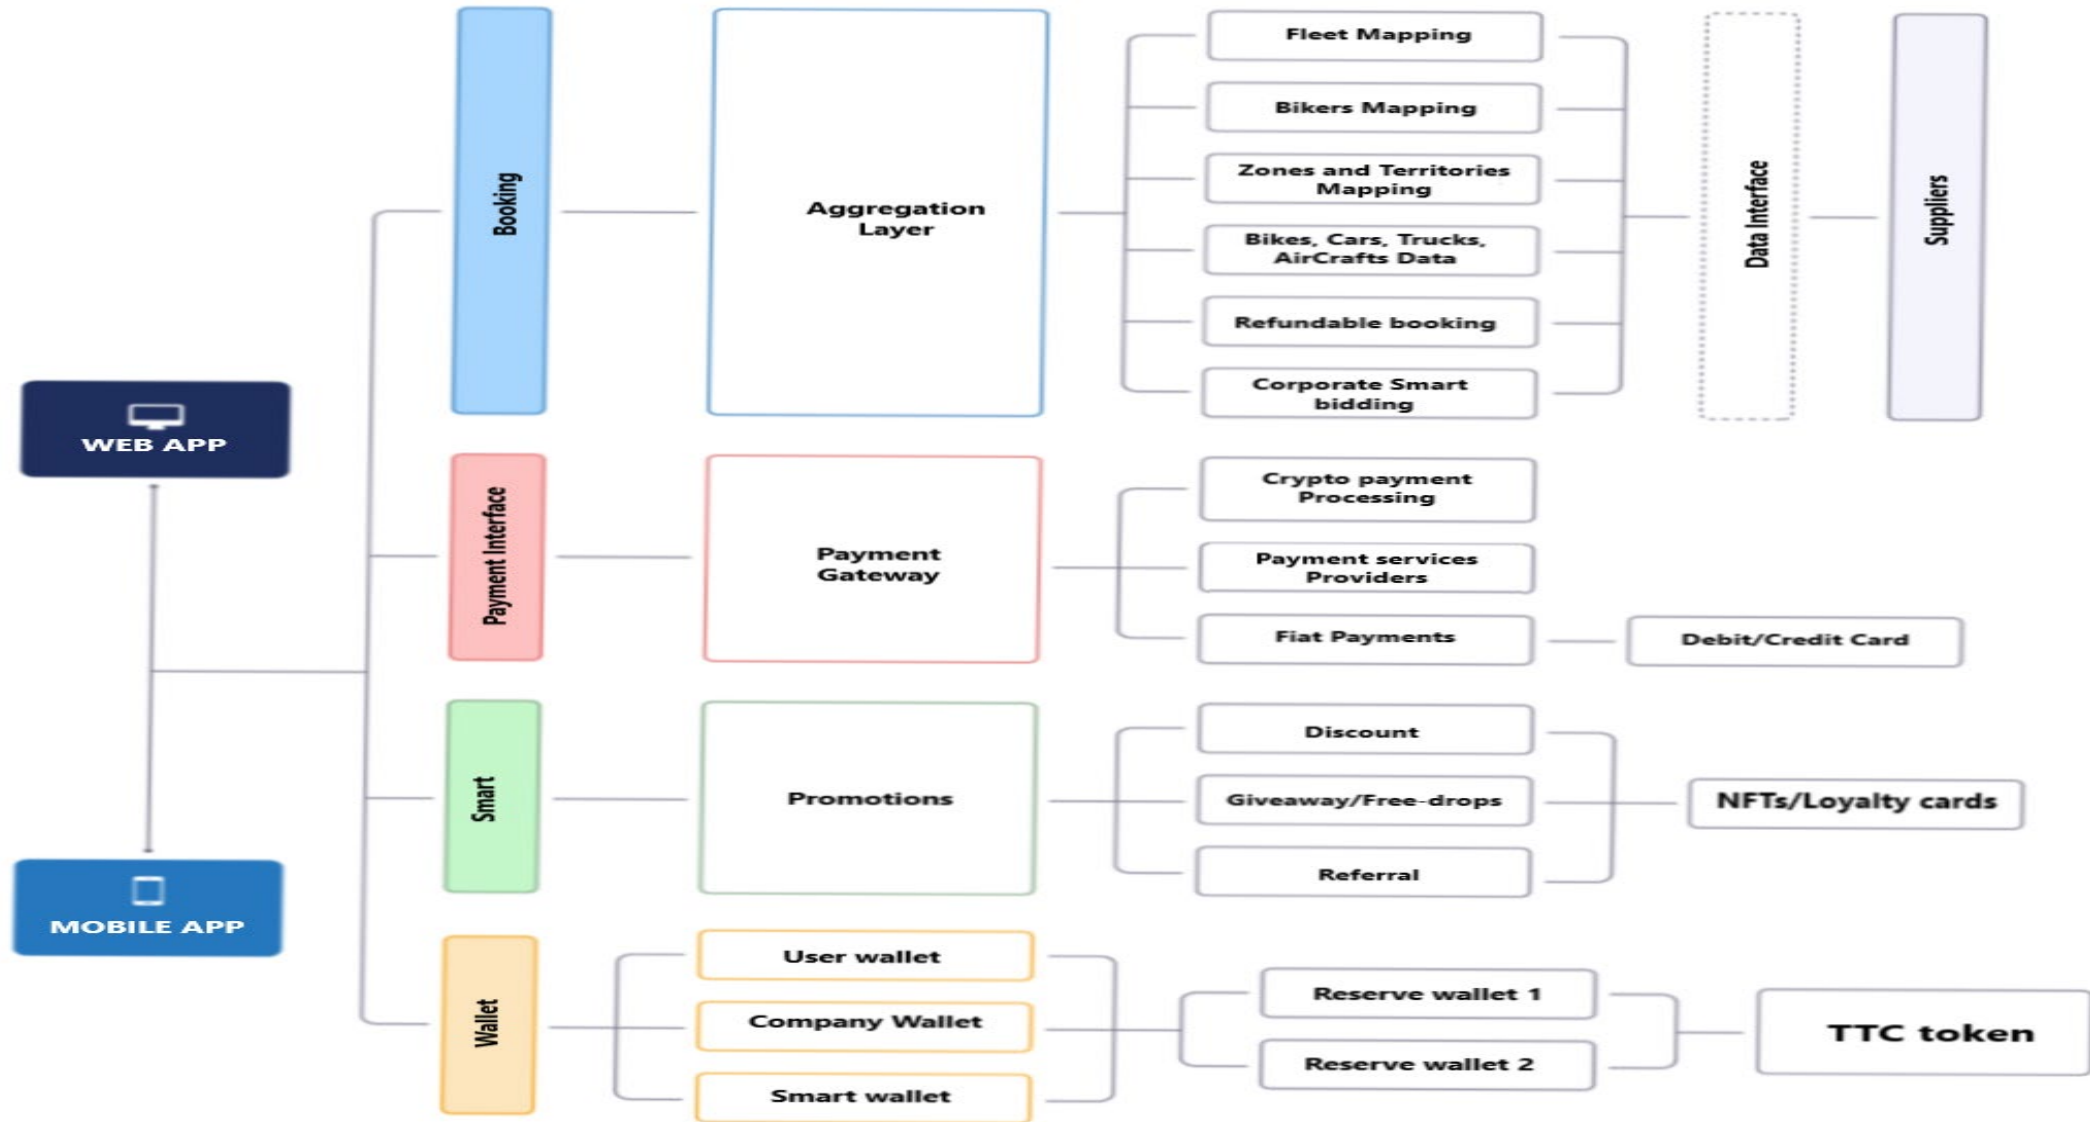 WEB APP
MOBILE APP
Booking
Aggregation
Layer
Fleet Mapping
Bikers Mapping
Zones and Territories
Mapping
Bikes, Cars, Trucks,
AirCrafts Data
Refundable booking
Corporate Smart
bidding
Data Interface
Suppliers
Payment Interface
Payment
Gateway
Crypto payment
Processing
Payment services
Providers
Fiat Payments
Debit/Credit Card
Smart
Promotions
Discount
Giveaway/Free-drops
Referral
NFTs/Loyalty cards
Wallet
User wallet
Company Wallet
Smart wallet
Reserve wallet 1
Reserve wallet 2
TTC token